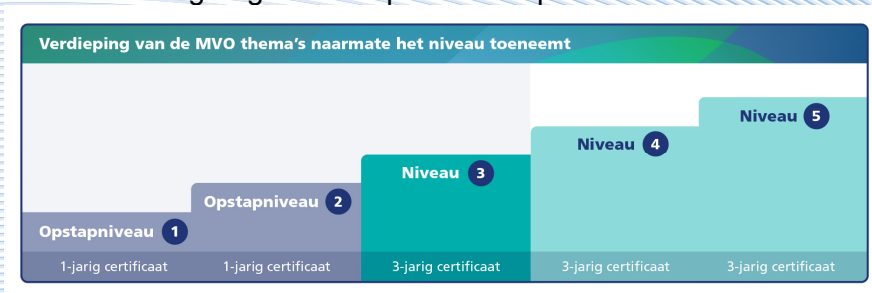 Verdieping van de MVO thema's naarmate het niveau toeneemt
Opstapniveau 1
Opstapniveau 2
Niveau 3
Niveau 4
Niveau 5
1-jarig certificaat
1-jarig certificaat
3-jarig certificaat
3-jarig certificaat
3-jarig certificaat